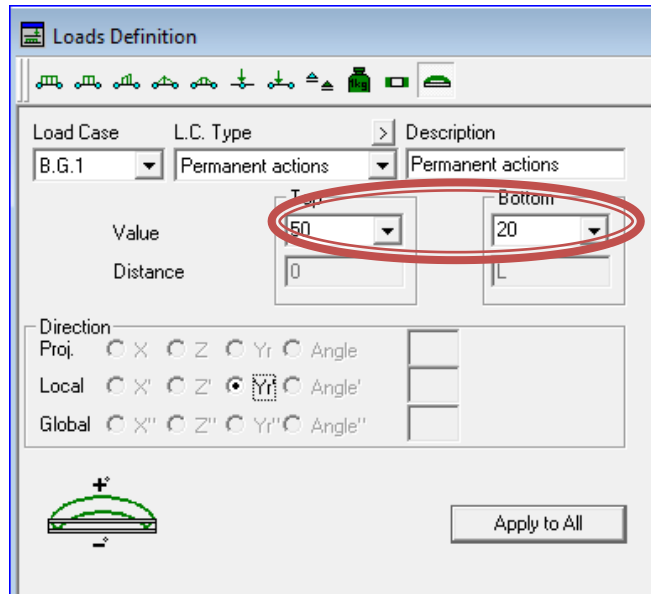 Loads Definition
1kg
Load Case L.C. Type > Description
B.G.1 Permanent actions Permanent actions
Top Bottom
Value 50 20
Distance 0 L
Direction
Proj. X Z Yr Angle
Local X' Z' Yr' Angle'
Global X'' Z'' Yr'' Angle''
+°
-°
Apply to All